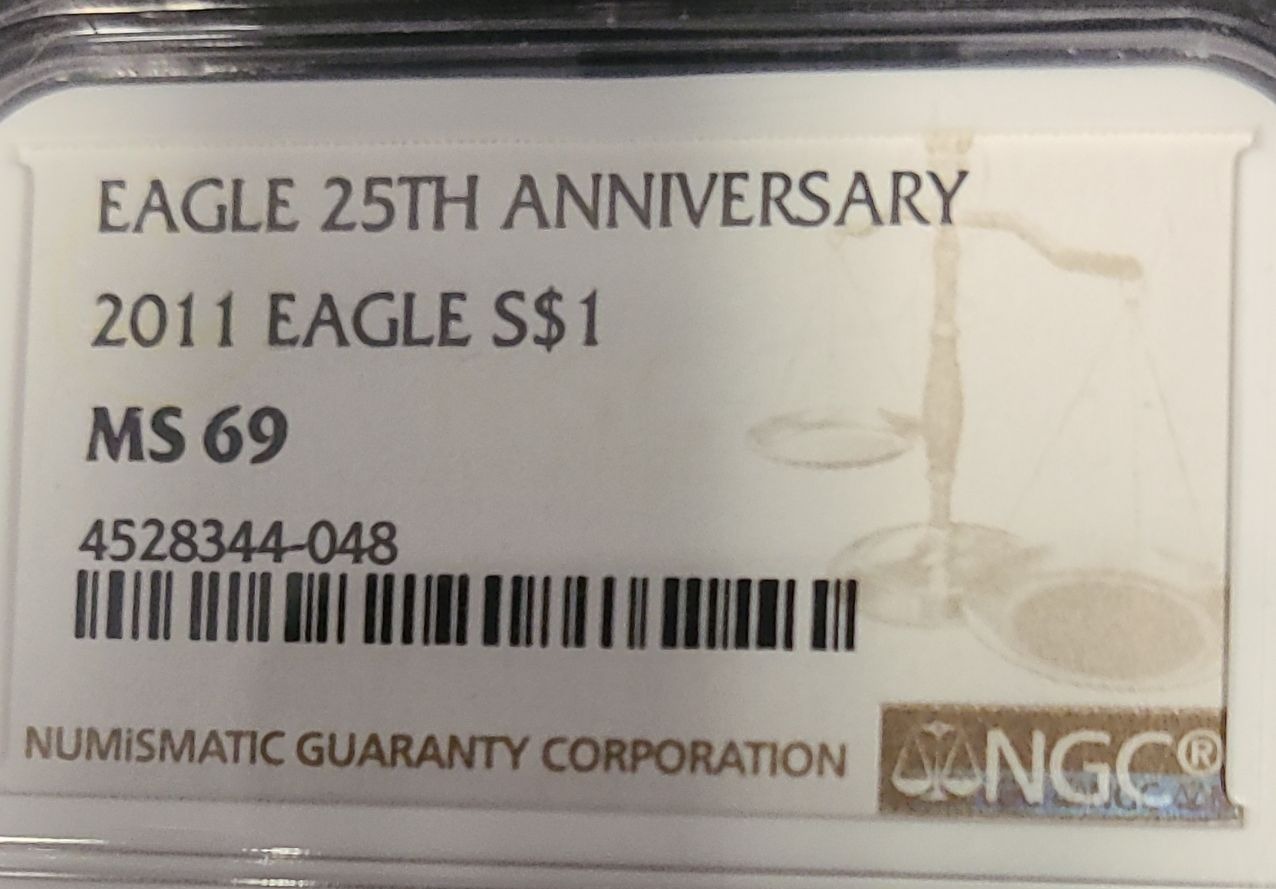 EAGLE 25TH ANNIVERSARY
2011 EAGLE S$1
MS 69
4528344-048
NUMiSMATIC GUARANTY CORPORATION
NGC®